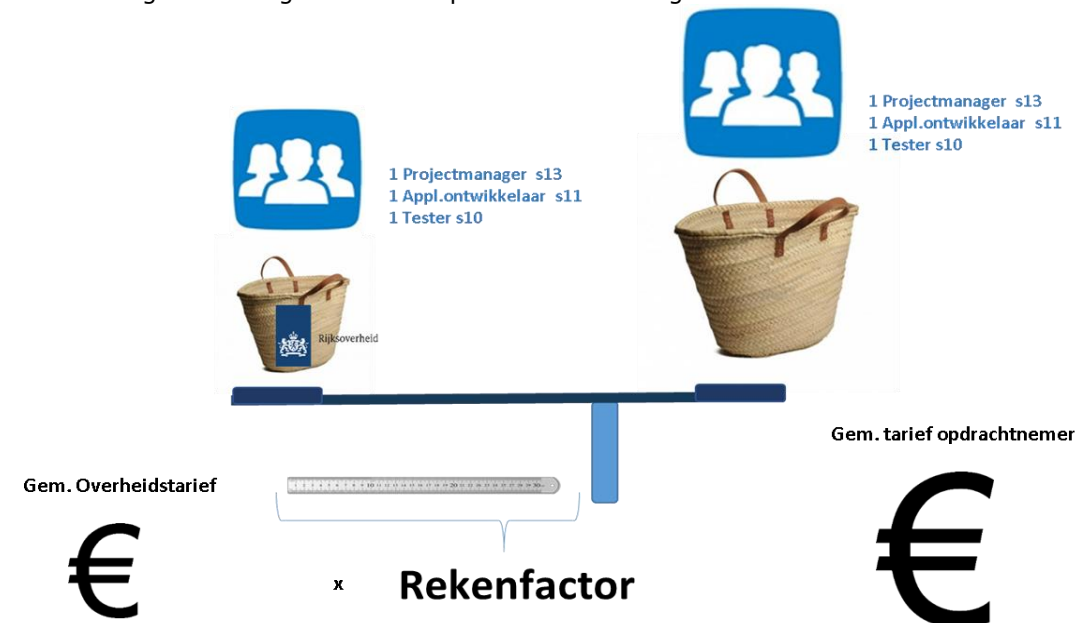 1 Projectmanager s13
1 Appl.ontwikkelaar s11
1 Tester s10
1 Projectmanager s13
1 Appl.ontwikkelaar s11
1 Tester s10
Rijksoverheid
Gem. tarief opdrachtnemer
Gem. Overheidstarief
€
x
Rekenfactor
€